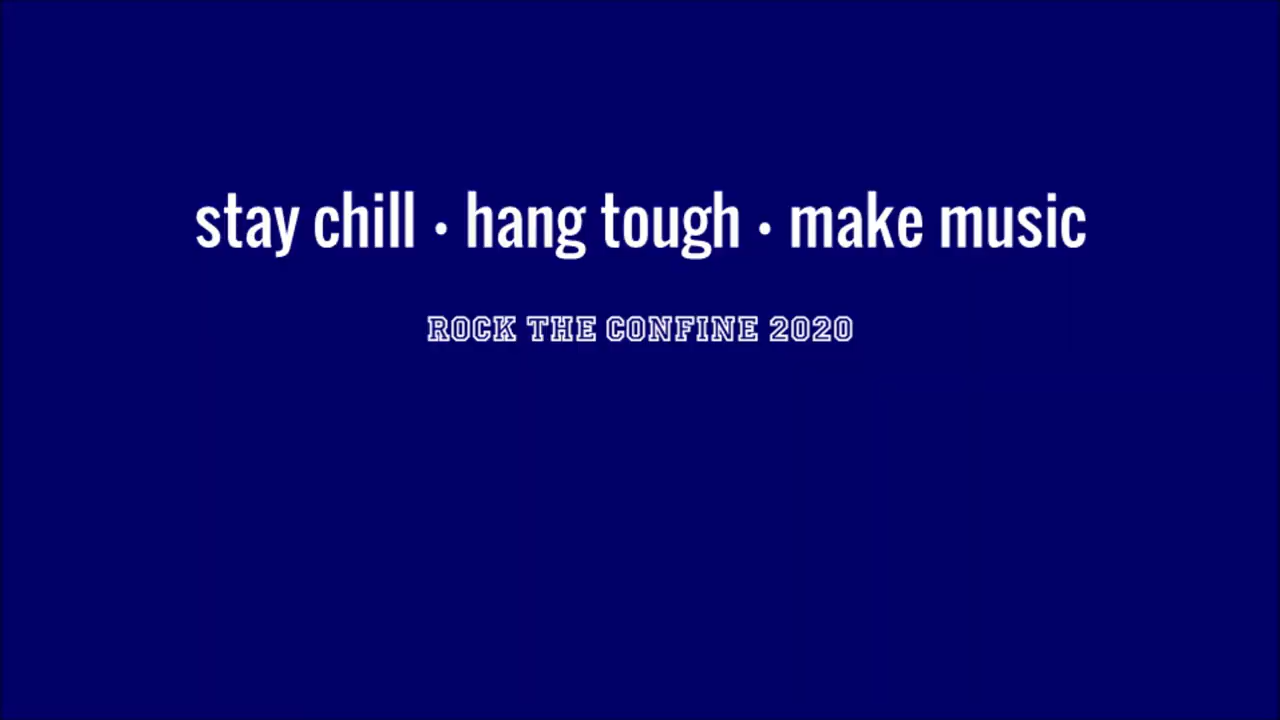 stay chill • hang tough • make music
ROCK THE CONFINE 2020